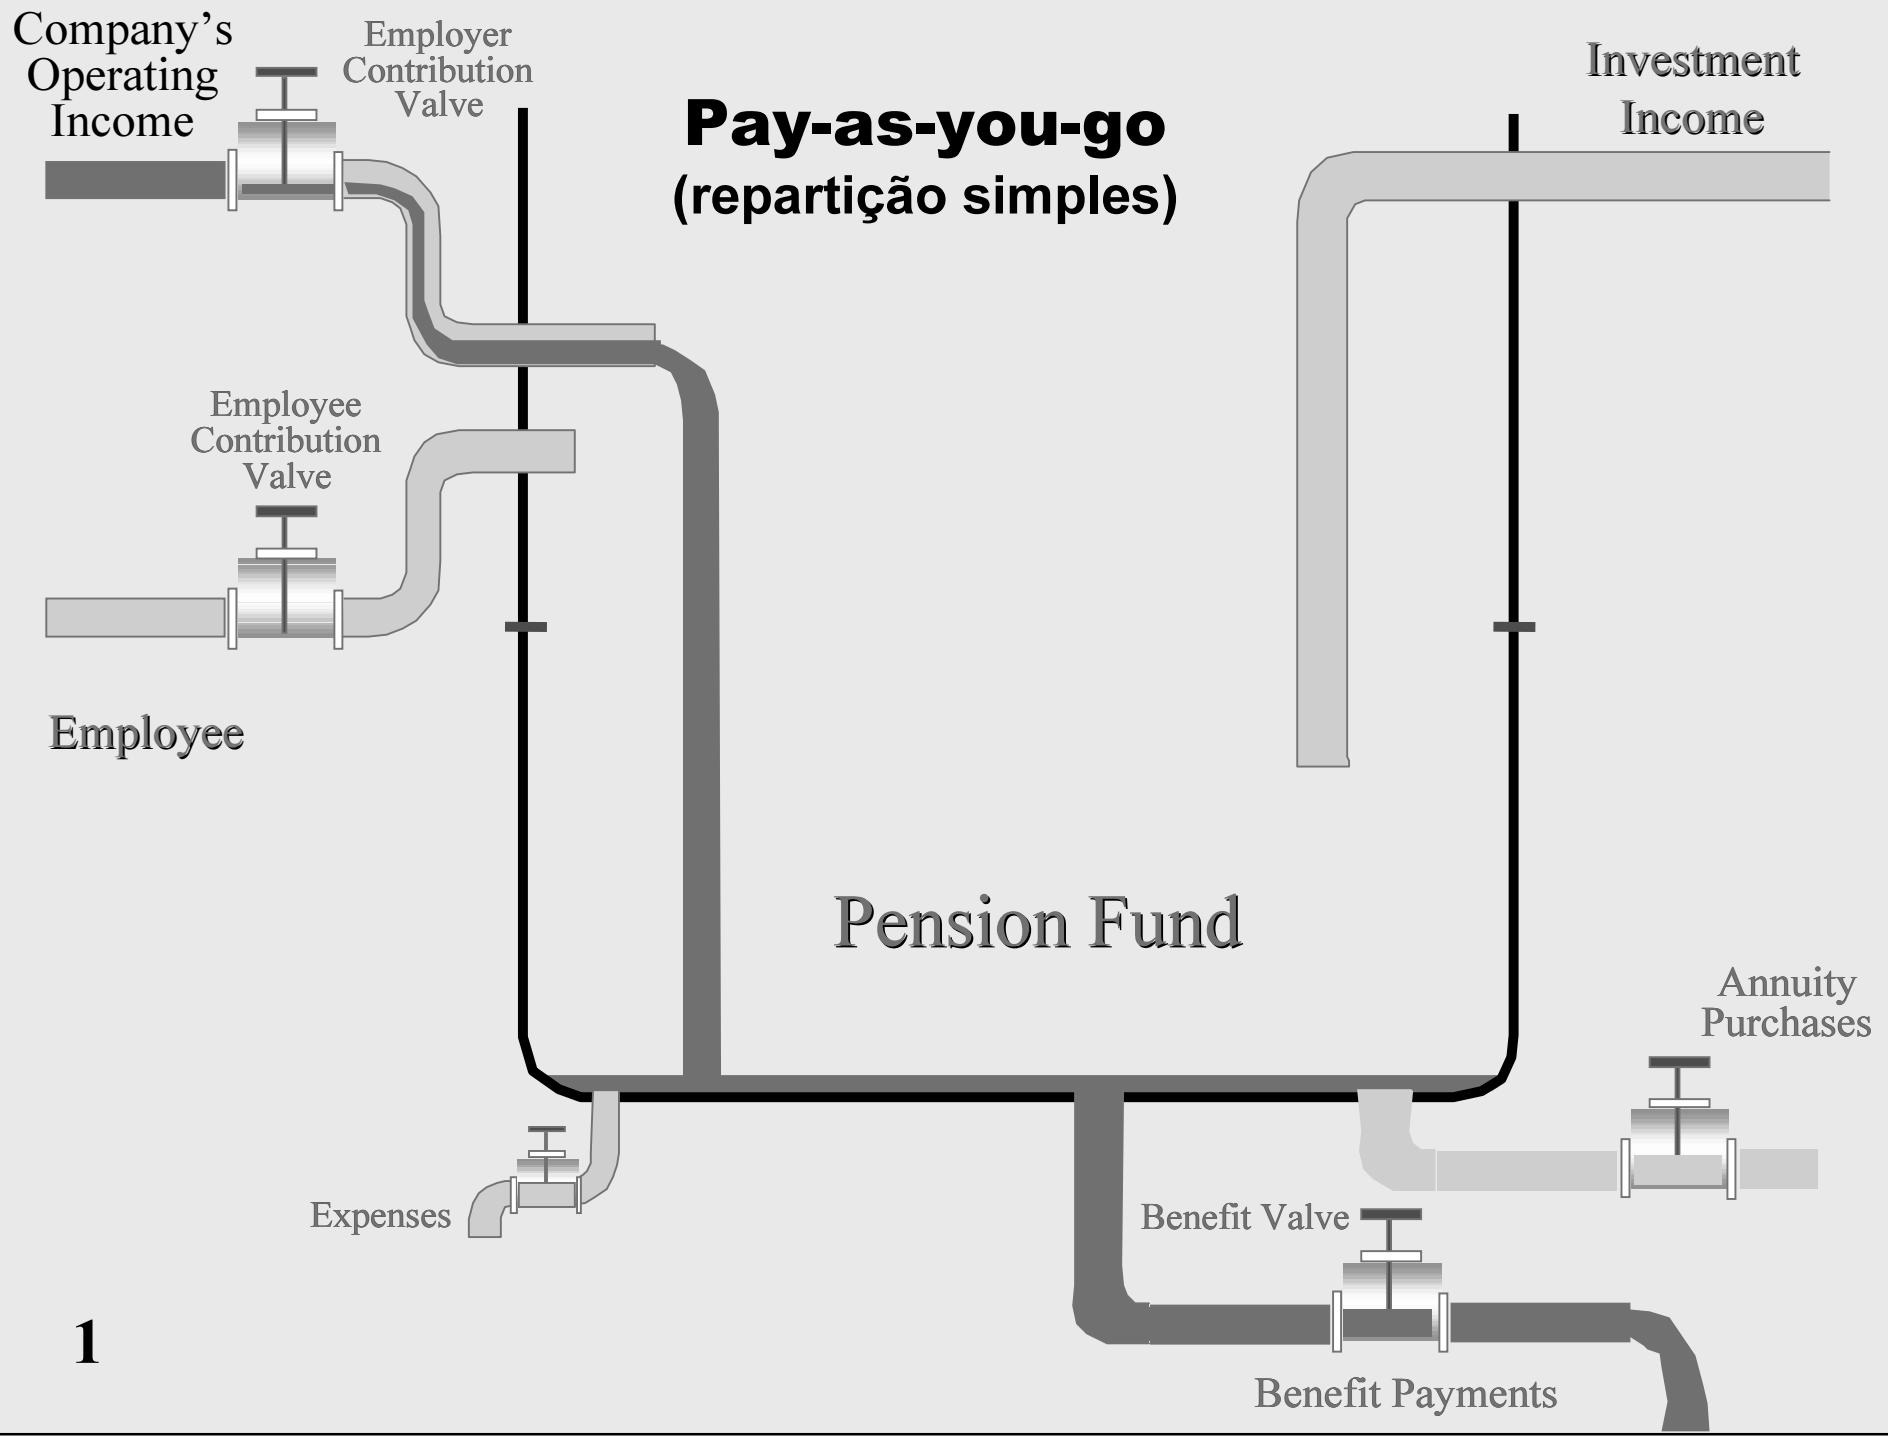 Company’s
Operating
Income
Employer
Contribution
Valve
Pay-as-you-go
(repartição simples)
Investment
Income
Employee
Contribution
Valve
Employee
Pension Fund
Annuity
Purchases
Expenses
Benefit Valve
1
Benefit Payments